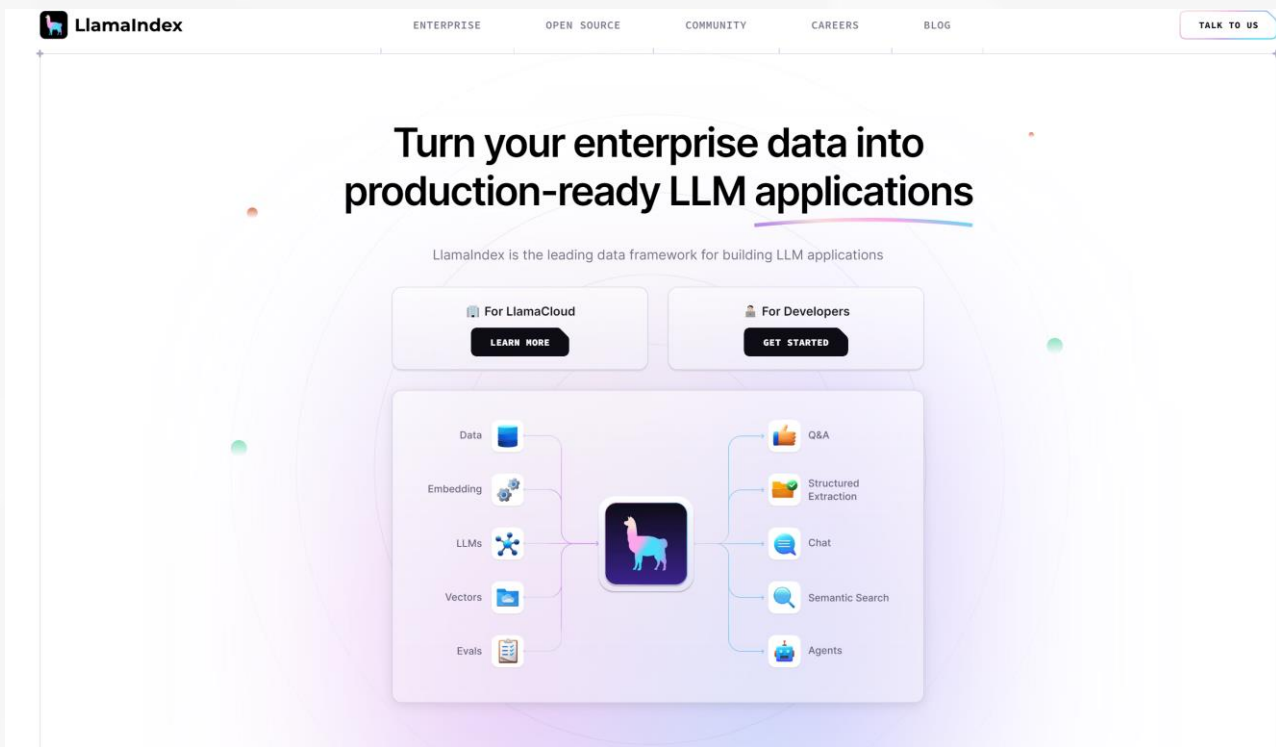 LlamaIndex
ENTERPRISE
OPEN SOURCE
COMMUNITY
CAREERS
BLOG
TALK TO US
Turn your enterprise data into
production-ready LLM applications
LlamaIndex is the leading data framework for building LLM applications
For LlamaCloud
LEARN MORE
For Developers
GET STARTED
Data
Embedding
LLMs
Vectors
Evals
Q&A
Structured
Extraction
Chat
Semantic Search
Agents